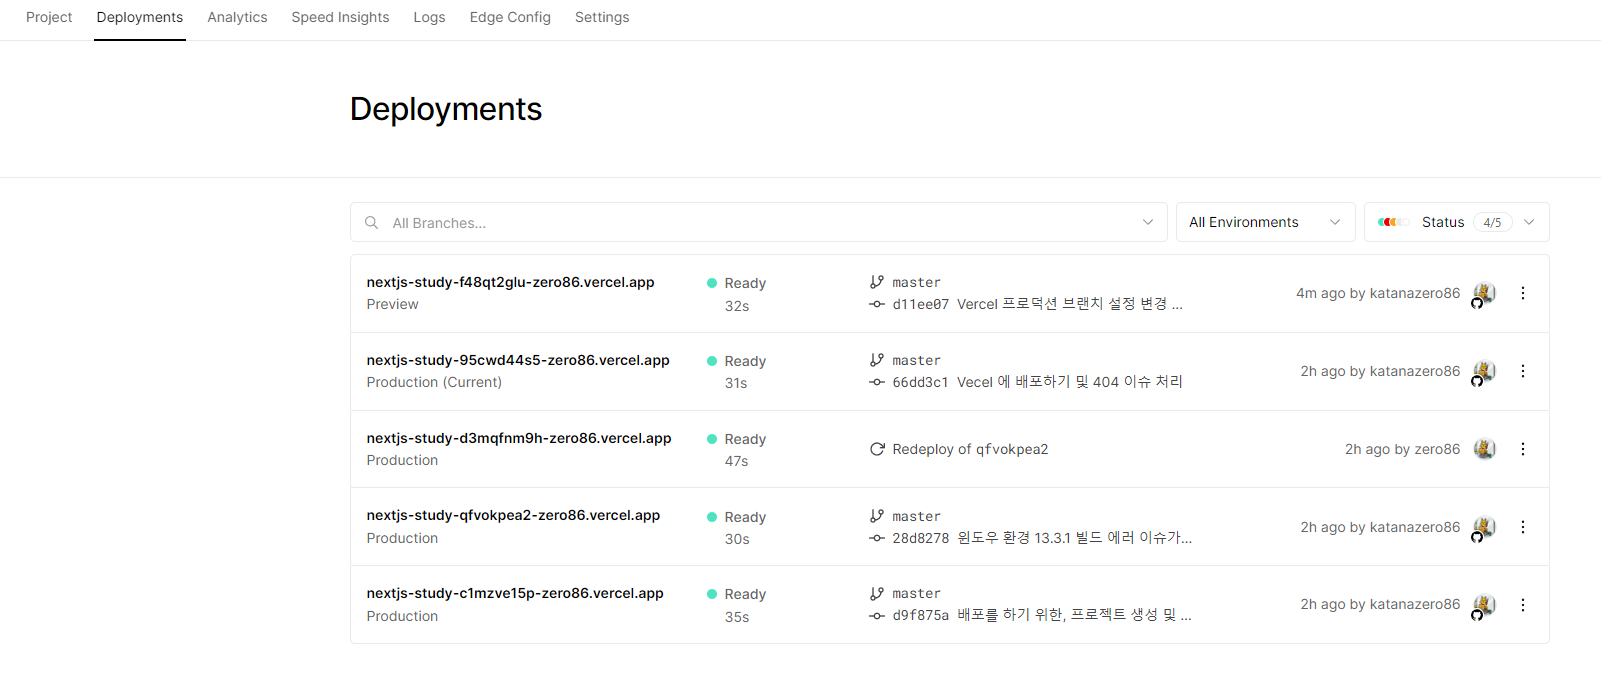 Project Deployments Analytics Speed Insights Logs Edge Config Settings
Deployments
All Branches... All Environments Status 4/5
nextjs-study-f48qt2glu-zero86.vercel.app Ready master
Preview 32s d11ee07 Vercel 프로덕션 브랜치 설정 변경 ... 4m ago by katanazero86
nextjs-study-95cwd44s5-zero86.vercel.app Ready master
Production (Current) 31s 66dd3c1 Vecel 에 배포하기 및 404 이슈 처리 2h ago by katanazero86
nextjs-study-d3mqfnm9h-zero86.vercel.app Ready Redeploy of qfvokpea2 2h ago by zero86
Production 47s
nextjs-study-qfvokpea2-zero86.vercel.app Ready master
Production 30s 28d8278 윈도우 환경 13.3.1 빌드 에러 이슈가... 2h ago by katanazero86
nextjs-study-c1mzve15p-zero86.vercel.app Ready master
Production 35s d9f875a 배포를 하기 위한, 프로젝트 생성 및 ... 2h ago by katanazero86